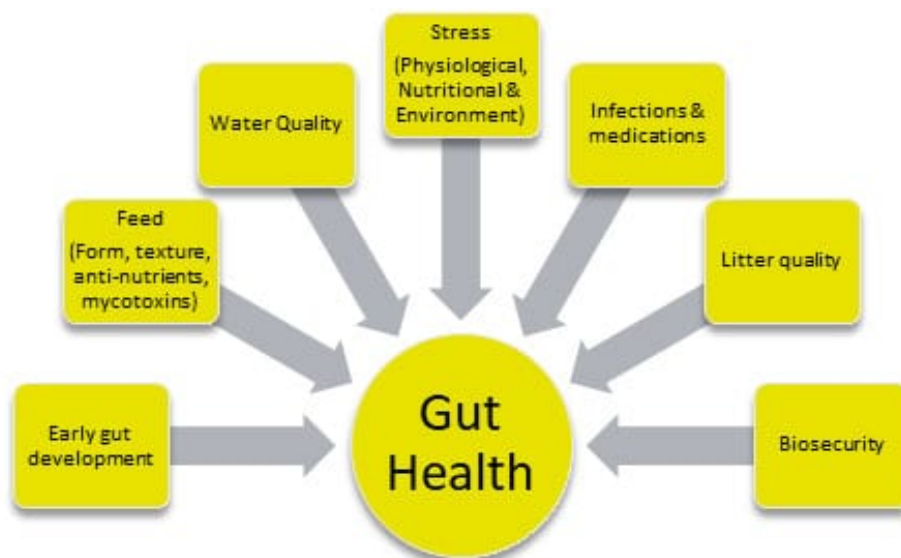 Stress
(Physiological,
Nutritional &
Environment)
Water Quality
Infections &
medications
Feed
(Form, texture,
anti-nutrients,
mycotoxins)
Litter quality
Early gut
development
Gut
Health
Biosecurity